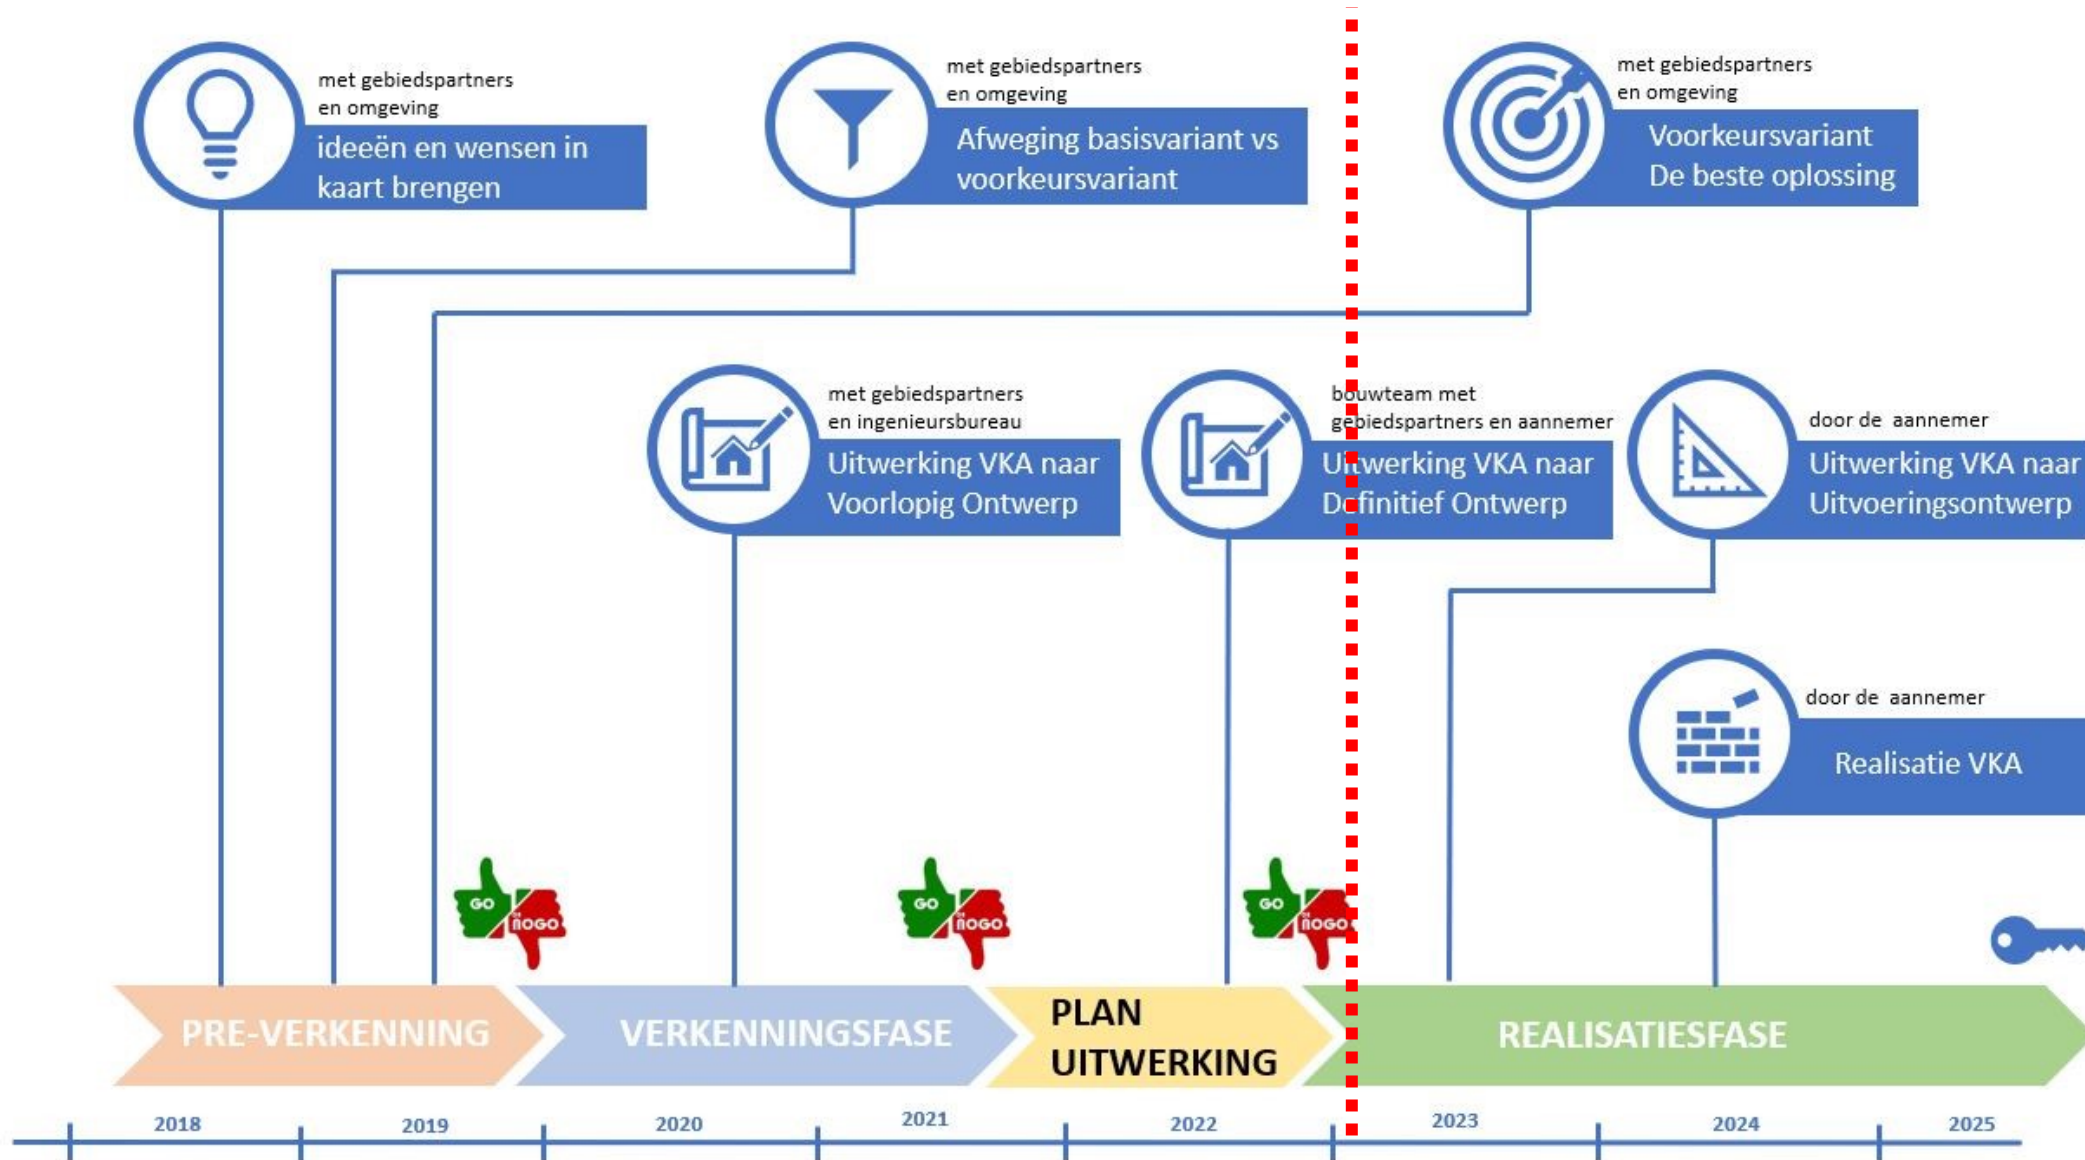 met gebiedspartners
en omgeving
ideeën en wensen in
kaart brengen
met gebiedspartners
en omgeving
Afweging basisvariant vs
voorkeursvariant
met gebiedspartners
en omgeving
Voorkeursvariant
De beste oplossing
met gebiedspartners
en ingenieursbureau
Uitwerking VKA naar
Voorlopig Ontwerp
bouwteam met
gebiedspartners en aannemer
Uitwerking VKA naar
Definitief Ontwerp
door de aannemer
Uitwerking VKA naar
Uitvoeringsontwerp
door de aannemer
Realisatie VKA
GO
NOGO
GO
NOGO
GO
NOGO
PRE-VERKENNING
VERKENNINGSFASE
PLAN
UITWERKING
REALISATIESFASE
2018
2019
2020
2021
2022
2023
2024
2025